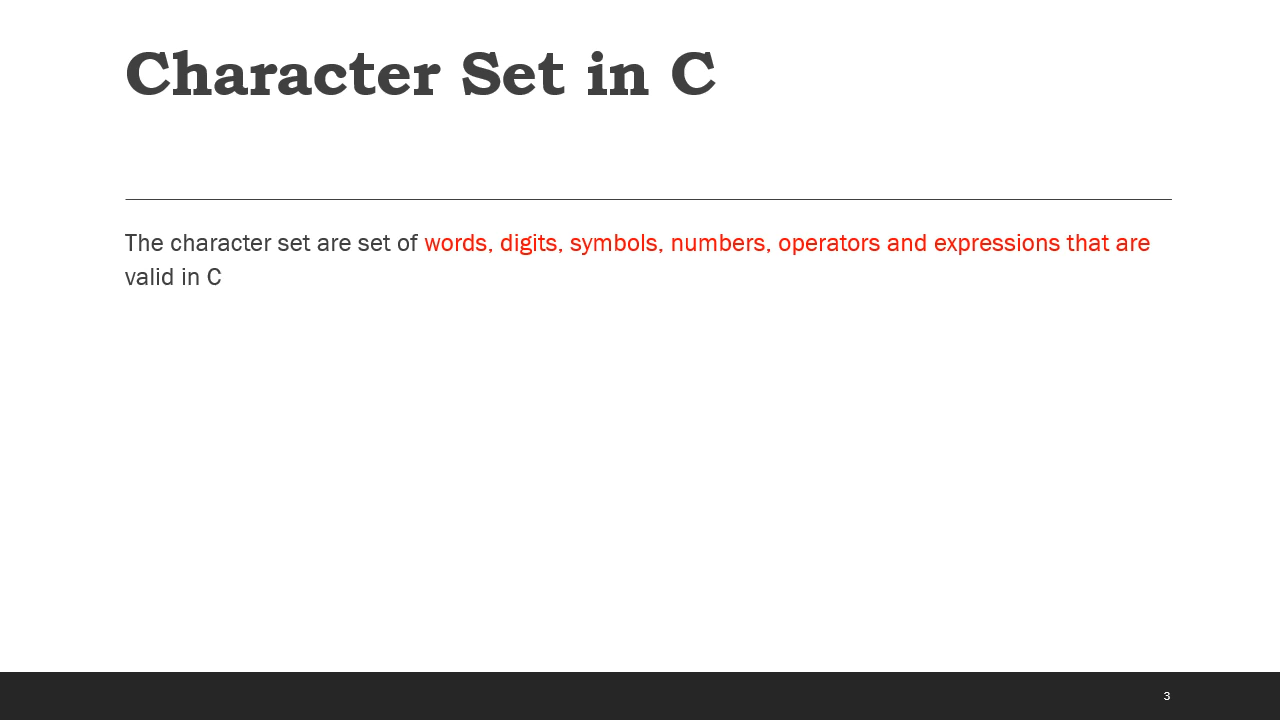 Character Set in C
The character set are set of words, digits, symbols, numbers, operators and expressions that are
valid in C
3